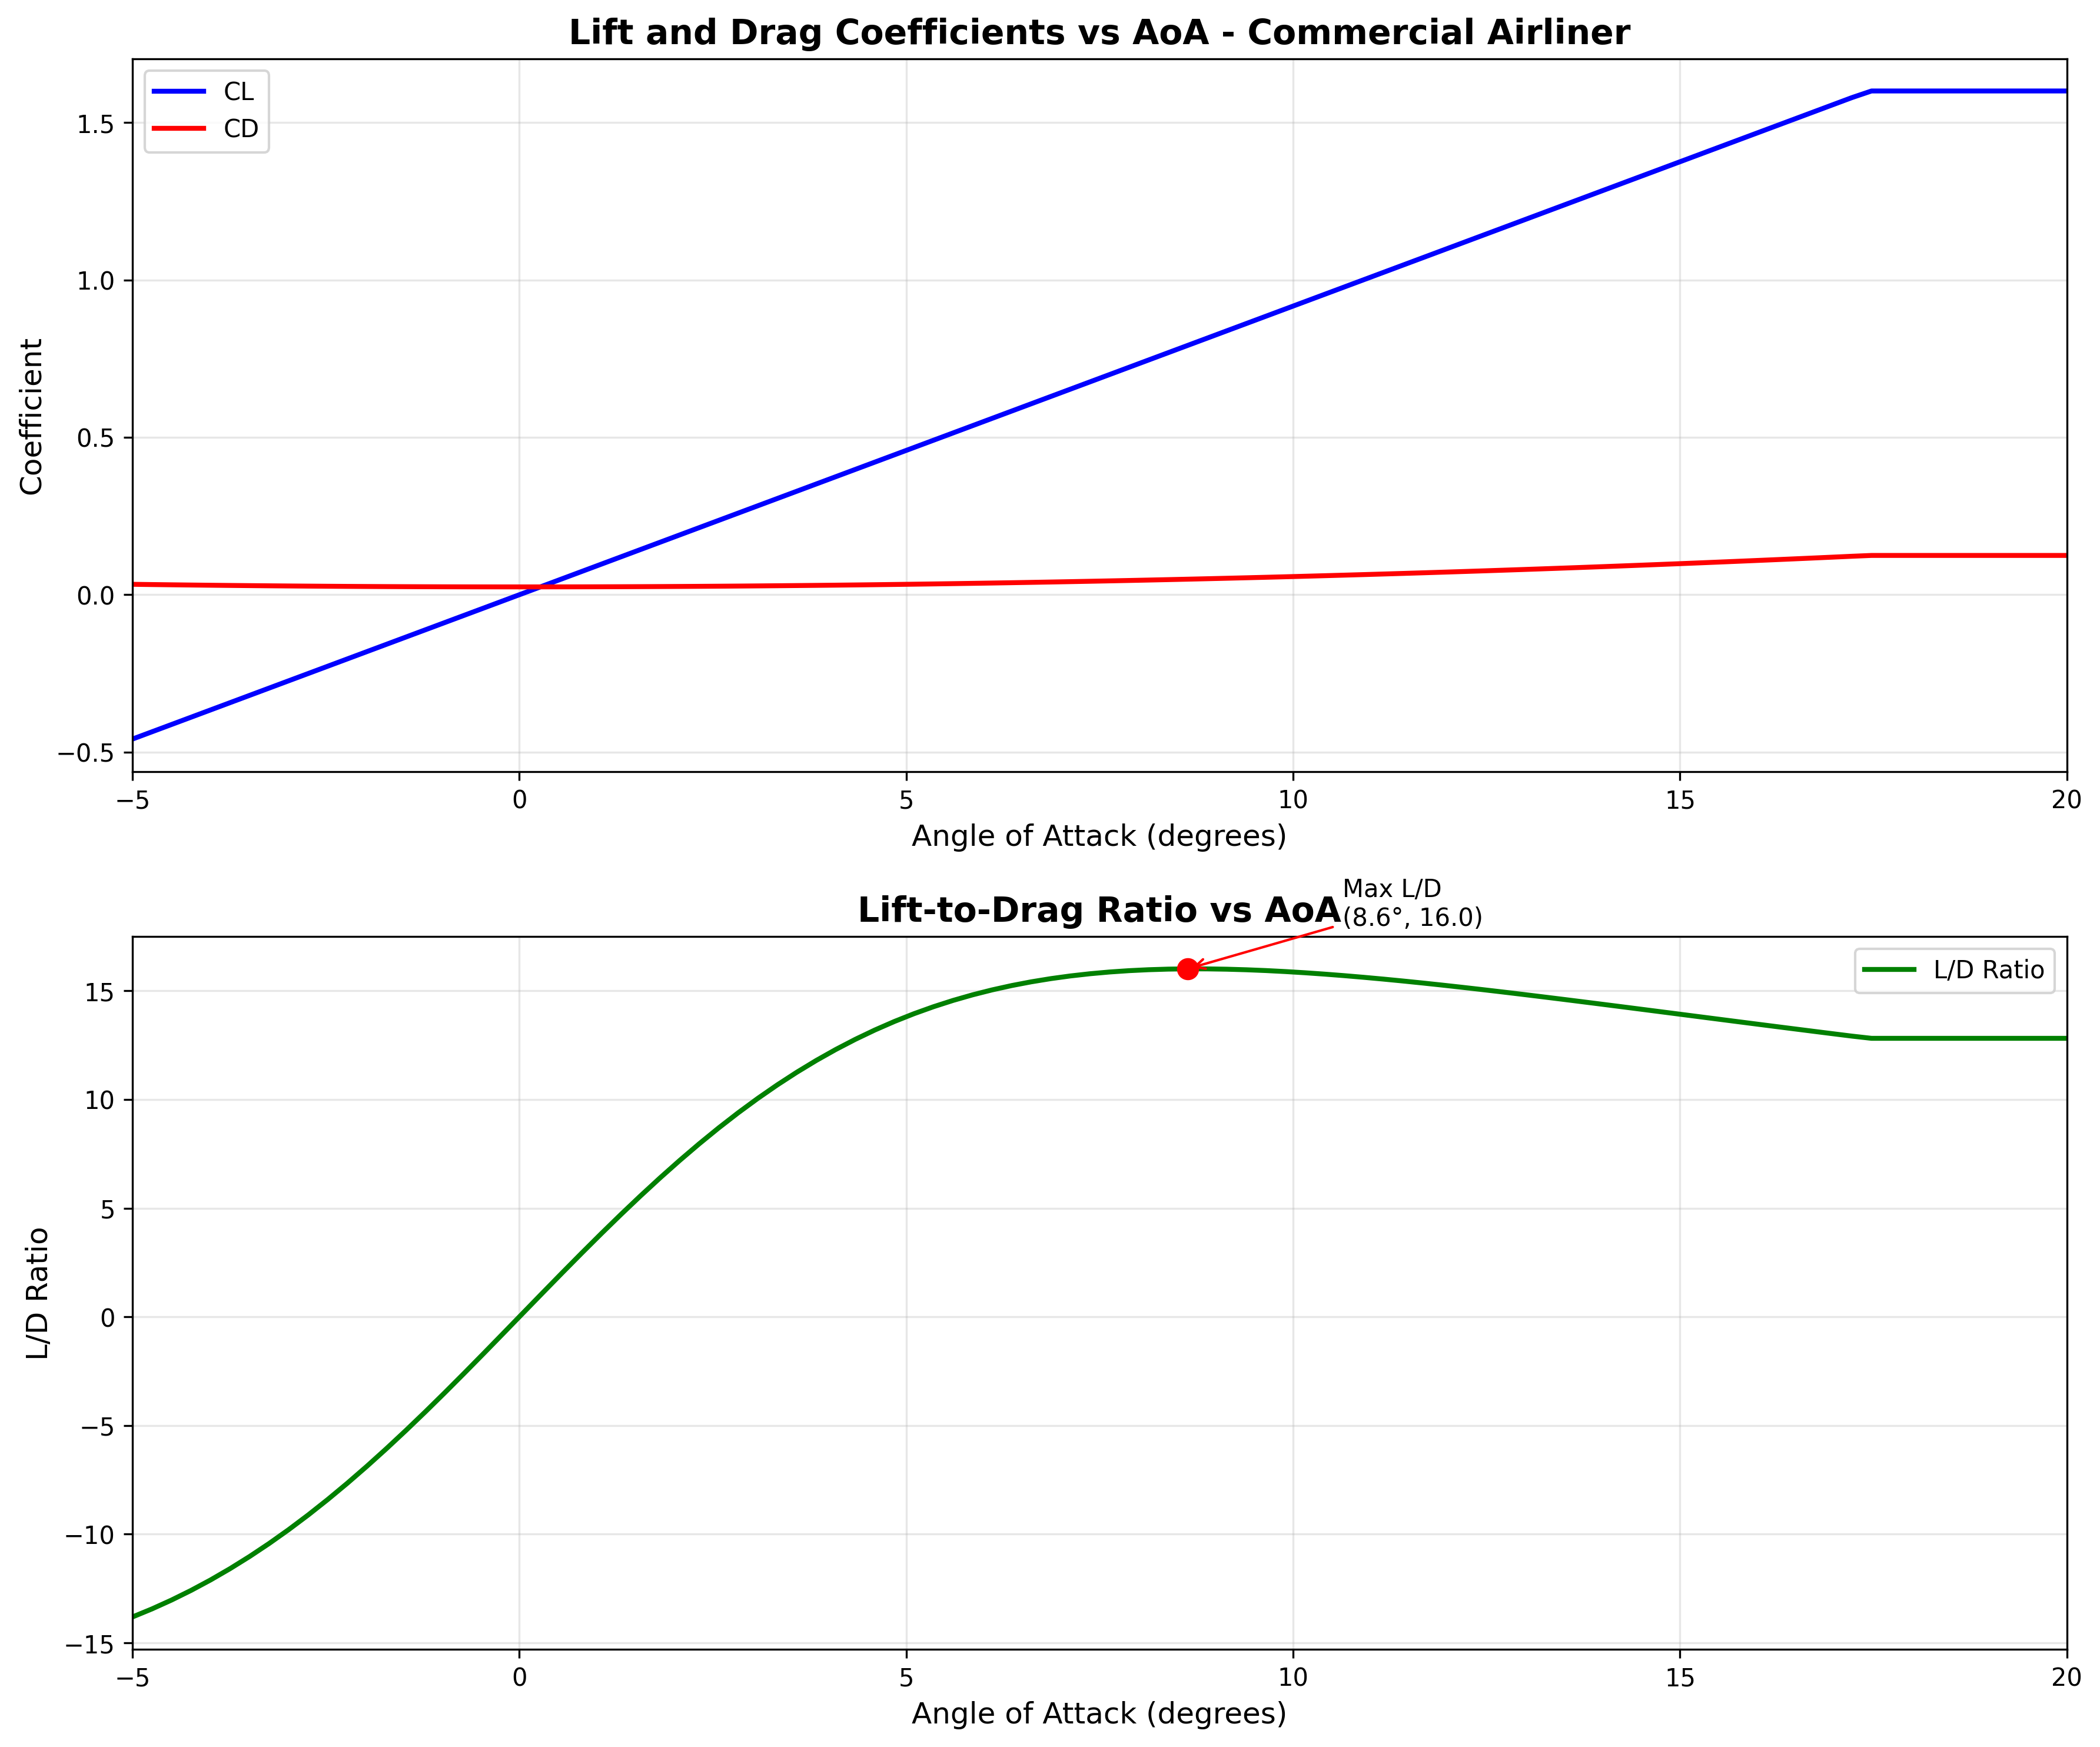 Lift and Drag Coefficients vs AoA - Commercial Airliner
CL
CD
Coefficient
1.5
1.0
0.5
0.0
−0.5
−5
0
5
10
15
20
Angle of Attack (degrees)
Max L/D
(8.6°, 16.0)
Lift-to-Drag Ratio vs AoA
L/D Ratio
L/D Ratio
15
10
5
0
−5
−10
−15
−5
0
5
10
15
20
Angle of Attack (degrees)